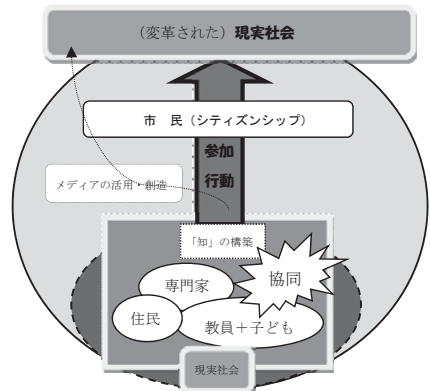 （変革された）現実社会
市　民（シティズンシップ）
参加
行動
メディアの活用・創造
「知」の構築
専門家
協同
住民
教員＋子ども
現実社会